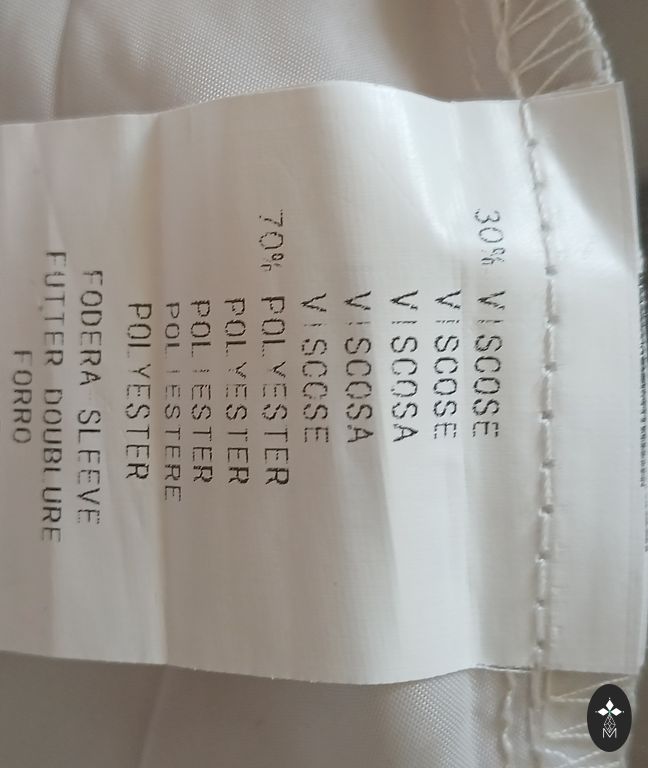 30% VISCOSE
VISCOSE
VISCOSA
VISCOSA
VISCOSE
70% POLYESTER
POLYESTER
POLIESTER
POLIESTERE
POLYESTER
FODERA SLEEVE
FUTTER DOUBLURE
FORRO
M